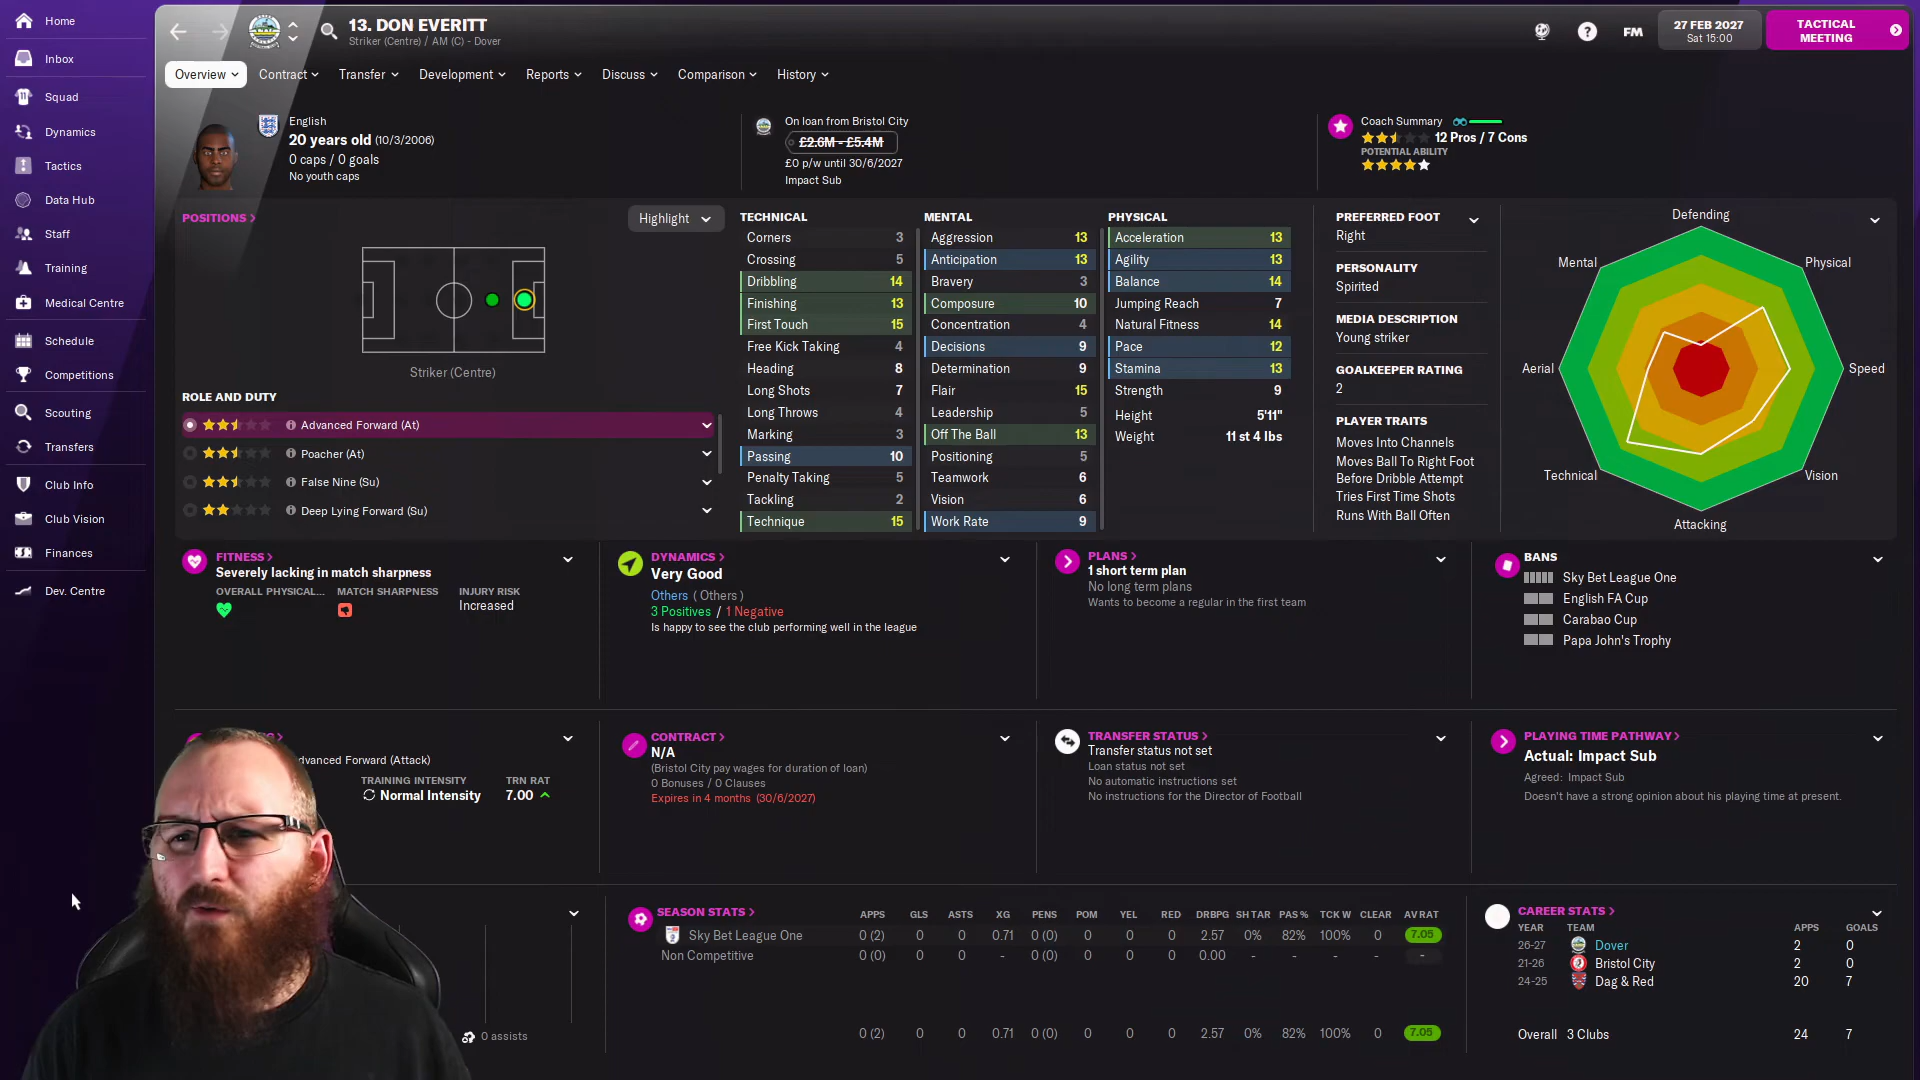 Home
Inbox
Squad
Dynamics
Tactics
Data Hub
Staff
Training
Medical Centre
Schedule
Competitions
Scouting
Transfers
Club Info
Club Vision
Finances
Dev. Centre
13. DON EVERITT
Striker (Centre) / AM (C) - Dover
FM
27 FEB 2027
Sat 15:00
TACTICAL MEETING
Overview Contract Transfer Development Reports Discuss Comparison History
English
20 years old (10/3/2006)
0 caps / 0 goals
No youth caps
On loan from Bristol City
£2.6M - £5.4M
£0 p/w until 30/6/2027
Impact Sub
Coach Summary
12 Pros / 7 Cons
POTENTIAL ABILITY
POSITIONS >
Highlight
Striker (Centre)
ROLE AND DUTY
Advanced Forward (At)
Poacher (At)
False Nine (Su)
Deep Lying Forward (Su)
TECHNICAL
Corners 3
Crossing 5
Dribbling 14
Finishing 13
First Touch 15
Free Kick Taking 4
Heading 8
Long Shots 7
Long Throws 4
Marking 3
Passing 10
Penalty Taking 5
Tackling 2
Technique 15
MENTAL
Aggression 13
Anticipation 13
Bravery 3
Composure 10
Concentration 4
Decisions 9
Determination 9
Flair 15
Leadership 5
Off The Ball 13
Positioning 5
Teamwork 6
Vision 6
Work Rate 9
PHYSICAL
Acceleration 13
Agility 13
Balance 14
Jumping Reach 7
Natural Fitness 14
Pace 12
Stamina 13
Strength 9
Height 5'11"
Weight 11 st 4 lbs
PREFERRED FOOT
Right
PERSONALITY
Spirited
MEDIA DESCRIPTION
Young striker
GOALKEEPER RATING
2
PLAYER TRAITS
Moves Into Channels
Moves Ball To Right Foot
Before Dribble Attempt
Tries First Time Shots
Runs With Ball Often
Defending
Mental
Physical
Aerial
Speed
Technical
Vision
Attacking
FITNESS >
Severely lacking in match sharpness
OVERALL PHYSICAL... MATCH SHARPNESS INJURY RISK
Increased
DYNAMICS >
Very Good
Others ( Others )
3 Positives / 1 Negative
Is happy to see the club performing well in the league
PLANS >
1 short term plan
No long term plans
Wants to become a regular in the first team
BANS
Sky Bet League One
English FA Cup
Carabao Cup
Papa John's Trophy
dvanced Forward (Attack)
TRAINING INTENSITY TRN RAT
Normal Intensity 7.00
CONTRACT >
N/A
(Bristol City pay wages for duration of loan)
0 Bonuses / 0 Clauses
Expires in 4 months (30/6/2027)
TRANSFER STATUS >
Transfer status not set
Loan status not set
No automatic instructions set
No instructions for the Director of Football
PLAYING TIME PATHWAY >
Actual: Impact Sub
Agreed: Impact Sub
Doesn't have a strong opinion about his playing time at present.
0 assists
SEASON STATS > APPS GLS ASTS XG PENS POM YEL RED DRBPG SH TAR PAS % TCK W CLEAR AV RAT
Sky Bet League One 0 (2) 0 0 0.71 0 (0) 0 0 0 2.57 0% 82% 100% 0 7.05
Non Competitive 0 (0) 0 0 - 0 (0) 0 0 0 0.00 - - - - -
0 (2) 0 0 0.71 0 (0) 0 0 0 2.57 0% 82% 100% 0 7.05
CAREER STATS >
YEAR TEAM APPS GOALS
26-27 Dover 2 0
21-26 Bristol City 2 0
24-25 Dag & Red 20 7
Overall 3 Clubs 24 7